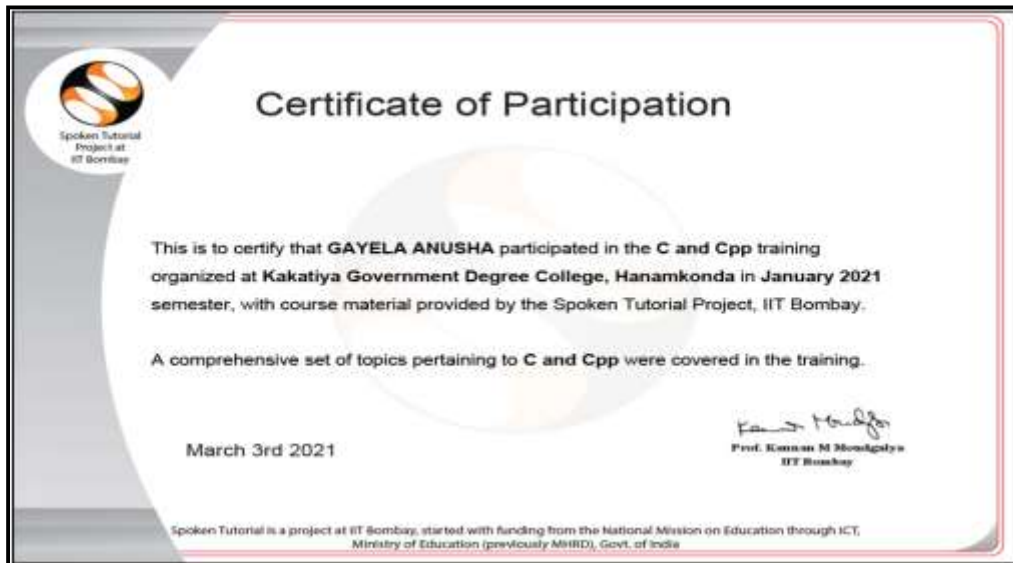 Spoken Tutorial
Project at
IIT Bombay
Certificate of Participation
This is to certify that GAYELA ANUSHA participated in the C and Cpp training
organized at Kakatiya Government Degree College, Hanamkonda in January 2021
semester, with course material provided by the Spoken Tutorial Project, IIT Bombay.
A comprehensive set of topics pertaining to C and Cpp were covered in the training.
March 3rd 2021
Prof. Kannan M Moudgalya
IIT Bombay
Spoken Tutorial is a project at IIT Bombay, started with funding from the National Mission on Education through ICT,
Ministry of Education (previously MHRD), Govt. of India